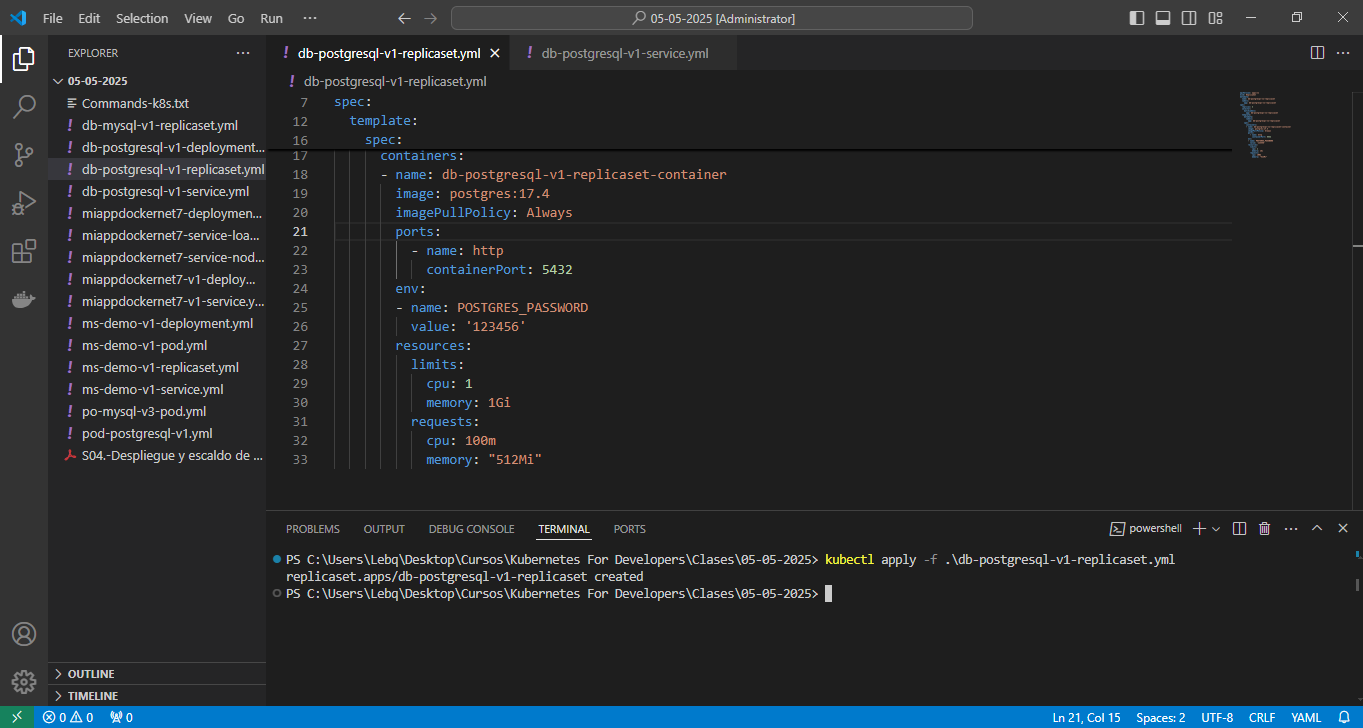 File Edit Selection View Go Run ··· 05-05-2025 [Administrator]
EXPLORER ···
05-05-2025
Commands-k8s.txt
! db-mysql-v1-replicaset.yml
! db-postgresql-v1-deployment...
! db-postgresql-v1-replicaset.yml
! db-postgresql-v1-service.yml
! miappdockernet7-deploymen...
! miappdockernet7-service-loa...
! miappdockernet7-service-nod...
! miappdockernet7-v1-deploy...
! miappdockernet7-v1-service.y...
! ms-demo-v1-deployment.yml
! ms-demo-v1-pod.yml
! ms-demo-v1-replicaset.yml
! ms-demo-v1-service.yml
! po-mysql-v3-pod.yml
! pod-postgresql-v1.yml
S04.-Despliegue y escaldo de ...
OUTLINE
TIMELINE
! db-postgresql-v1-replicaset.yml ! db-postgresql-v1-service.yml
! db-postgresql-v1-replicaset.yml
7 spec:
12 template:
16 spec:
17 containers:
18 - name: db-postgresql-v1-replicaset-container
19 image: postgres:17.4
20 imagePullPolicy: Always
21 ports:
22 - name: http
23 containerPort: 5432
24 env:
25 - name: POSTGRES_PASSWORD
26 value: '123456'
27 resources:
28 limits:
29 cpu: 1
30 memory: 1Gi
31 requests:
32 cpu: 100m
33 memory: "512Mi"
PROBLEMS OUTPUT DEBUG CONSOLE TERMINAL PORTS powershell
PS C:\Users\Lebq\Desktop\Cursos\Kubernetes For Developers\Clases\05-05-2025> kubectl apply -f .\db-postgresql-v1-replicaset.yml
replicaset.apps/db-postgresql-v1-replicaset created
PS C:\Users\Lebq\Desktop\Cursos\Kubernetes For Developers\Clases\05-05-2025>
0 0 0 Ln 21, Col 15 Spaces: 2 UTF-8 CRLF YAML